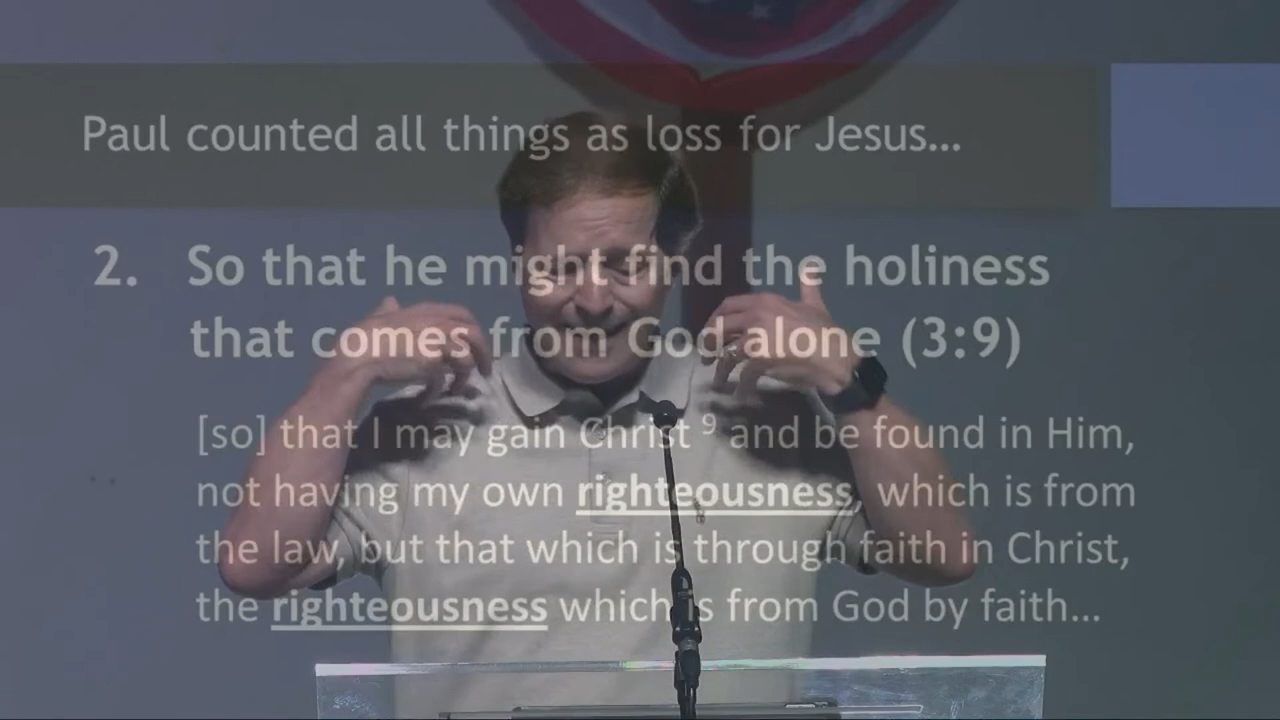 Paul counted all things as loss for Jesus...
2. So that he might find the holiness
that comes from God alone (3:9)
[so] that I may gain Christ ⁹ and be found in Him,
not having my own righteousness, which is from
the law, but that which is through faith in Christ,
the righteousness which is from God by faith...